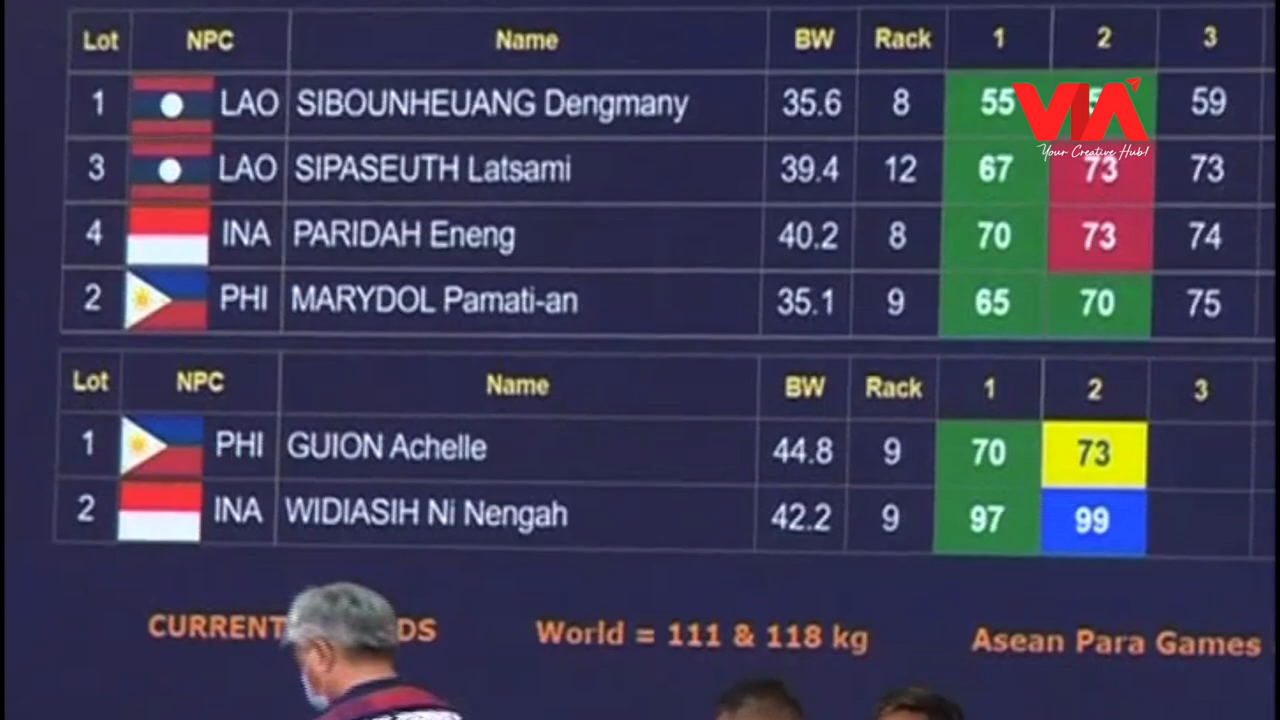 Lot NPC Name BW Rack 1 2 3
1 LAO SIBOUNHEUANG Dengmany 35.6 8 55 59
3 LAO SIPASEUTH Latsami 39.4 12 67 73 73
4 INA PARIDAH Eneng 40.2 8 70 73 74
2 PHI MARYDOL Pamati-an 35.1 9 65 70 75
VIA
Your Creative Hub!
Lot NPC Name BW Rack 1 2 3
1 PHI GUION Achelle 44.8 9 70 73
2 INA WIDIASIH Ni Nengah 42.2 9 97 99
CURRENT World = 111 & 118 kg Asean Para Games